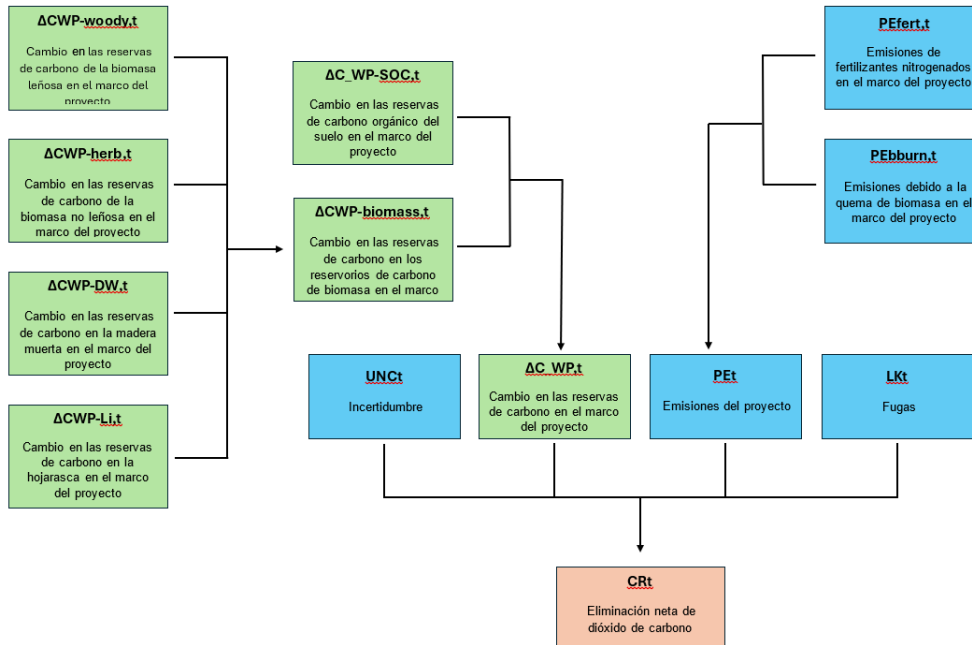 ΔCWP-woody,t
Cambio en las reservas
de carbono de la biomasa
leñosa en el marco del
proyecto
ΔCWP-herb,t
Cambio en las reservas
de carbono de la
biomasa no leñosa en el
marco del proyecto
ΔCWP-DW,t
Cambio en las reservas
de carbono en la madera
muerta en el marco del
proyecto
ΔCWP-Li,t
Cambio en las reservas
de carbono en la
hojarasca en el marco
del proyecto
ΔC_WP-SOC,t
Cambio en las reservas
de carbono orgánico del
suelo en el marco del
proyecto
ΔCWP-biomass,t
Cambio en las reservas
de carbono en los
reservorios de carbono
de biomasa en el marco
PEfert,t
Emisiones de
fertilizantes nitrogenados
en el marco del proyecto
PEbburn,t
Emisiones debido a la
quema de biomasa en el
marco del proyecto
UNCt
Incertidumbre
ΔC_WP,t
Cambio en las reservas
de carbono en el marco
del proyecto
PEt
Emisiones del proyecto
LKt
Fugas
CRt
Eliminación neta de
dióxido de carbono